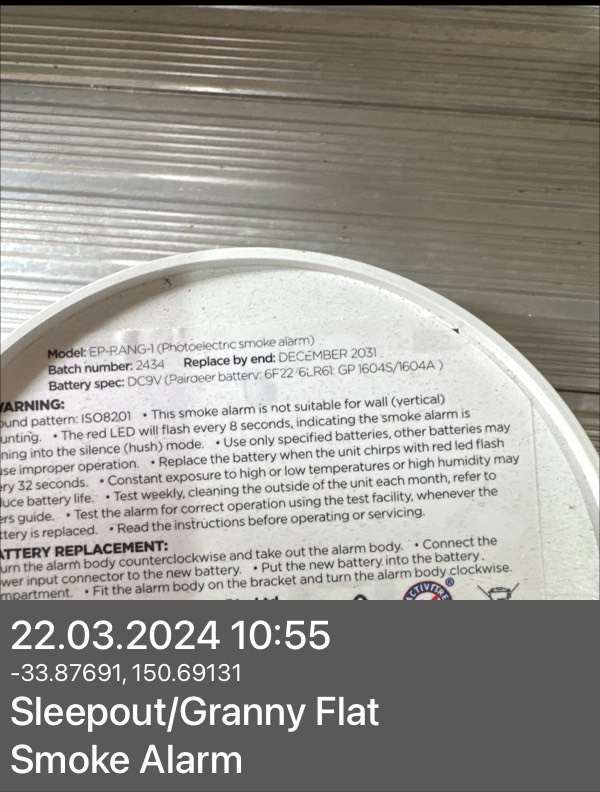 Model: EP-RANG-1 (Photoelectric smoke alarm)
Batch number: 2434 Replace by end: DECEMBER 2031
Battery spec: DC9V (Pairdeer battery: 6F22/6LR61; GP 1604S/1604A )
WARNING:
ound pattern: ISO8201 • This smoke alarm is not suitable for wall (vertical)
unting. • The red LED will flash every 8 seconds, indicating the smoke alarm is
ning into the silence (hush) mode. • Use only specified batteries, other batteries may
use improper operation. • Replace the battery when the unit chirps with red led flash
ery 32 seconds. • Constant exposure to high or low temperatures or high humidity may
duce battery life. • Test weekly, cleaning the outside of the unit each month, refer to
ers guide. • Test the alarm for correct operation using the test facility, whenever the
ttery is replaced. • Read the instructions before operating or servicing.
ATTERY REPLACEMENT:
urn the alarm body counterclockwise and take out the alarm body. • Connect the
wer input connector to the new battery. • Put the new battery into the battery
mpartment. • Fit the alarm body on the bracket and turn the alarm body clockwise.
ACTIVFIRE®
22.03.2024 10:55
-33.87691, 150.69131
Sleepout/Granny Flat
Smoke Alarm